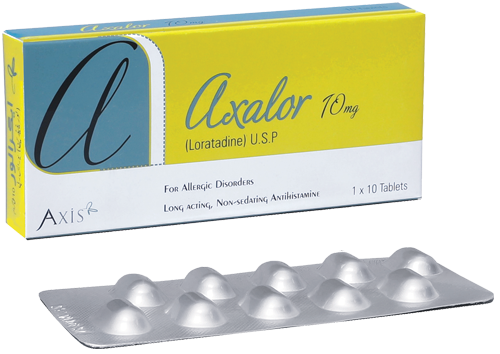 Axalor 10mg
(Loratadine) U.S.P
For Allergic Disorders
Long acting, Non-sedating Antihistamine
1 x 10 Tablets
Axis